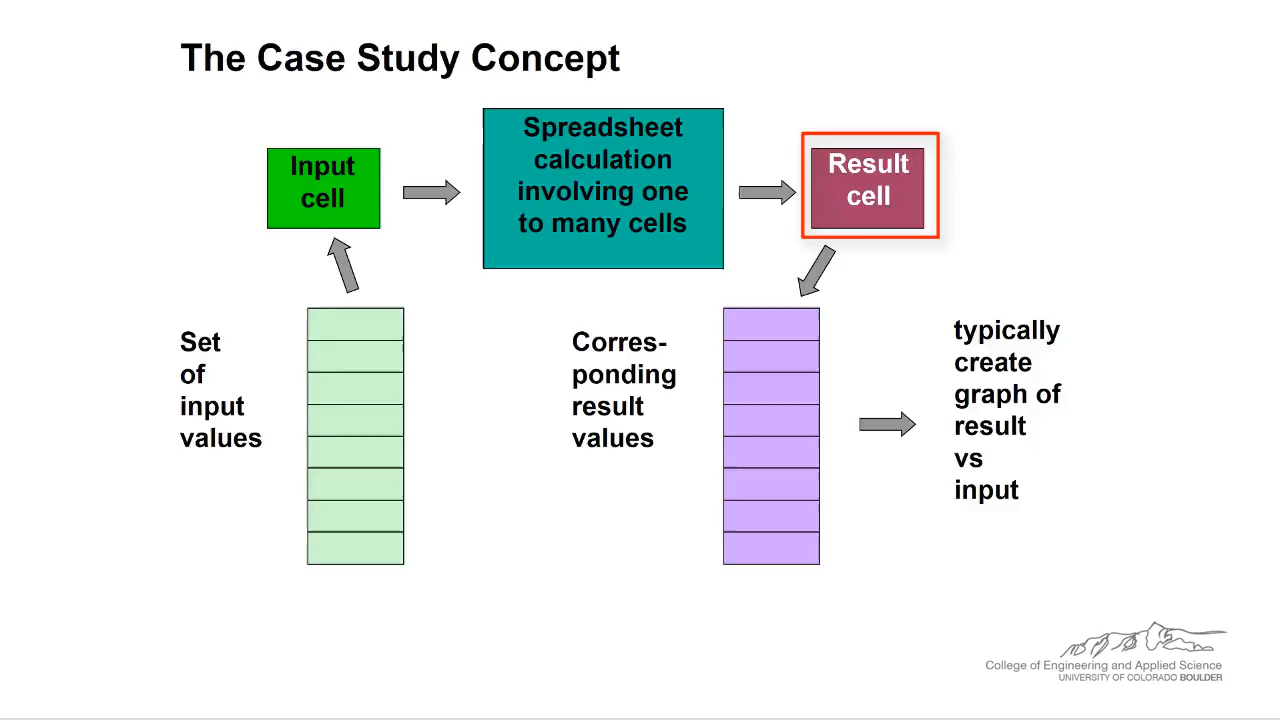 The Case Study Concept
Input
cell
Spreadsheet
calculation
involving one
to many cells
Result
cell
Set
of
input
values
Corres-
ponding
result
values
typically
create
graph of
result
vs
input
College of Engineering and Applied Science
UNIVERSITY OF COLORADO BOULDER